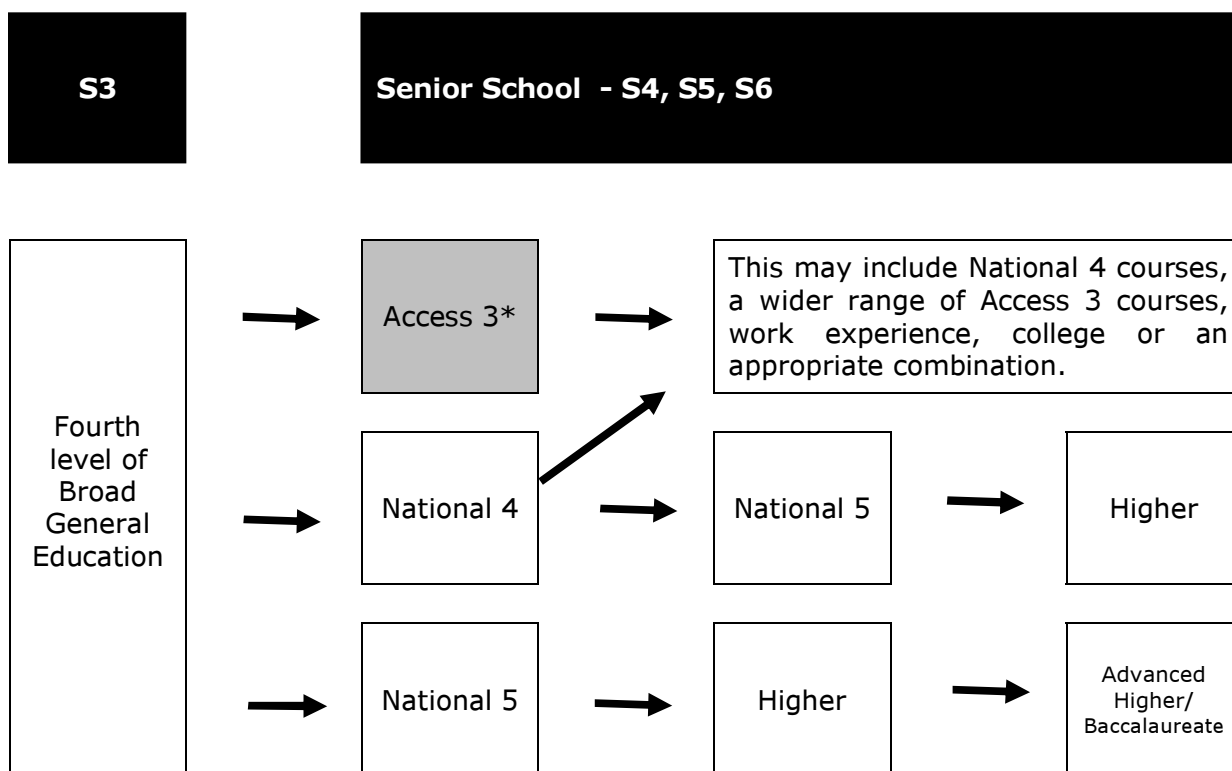 S3
Senior School - S4, S5, S6
Fourth
level of
Broad
General
Education
Access 3*
This may include National 4 courses,
a wider range of Access 3 courses,
work experience, college or an
appropriate combination.
National 4
National 5
Higher
National 5
Higher
Advanced
Higher/
Baccalaureate